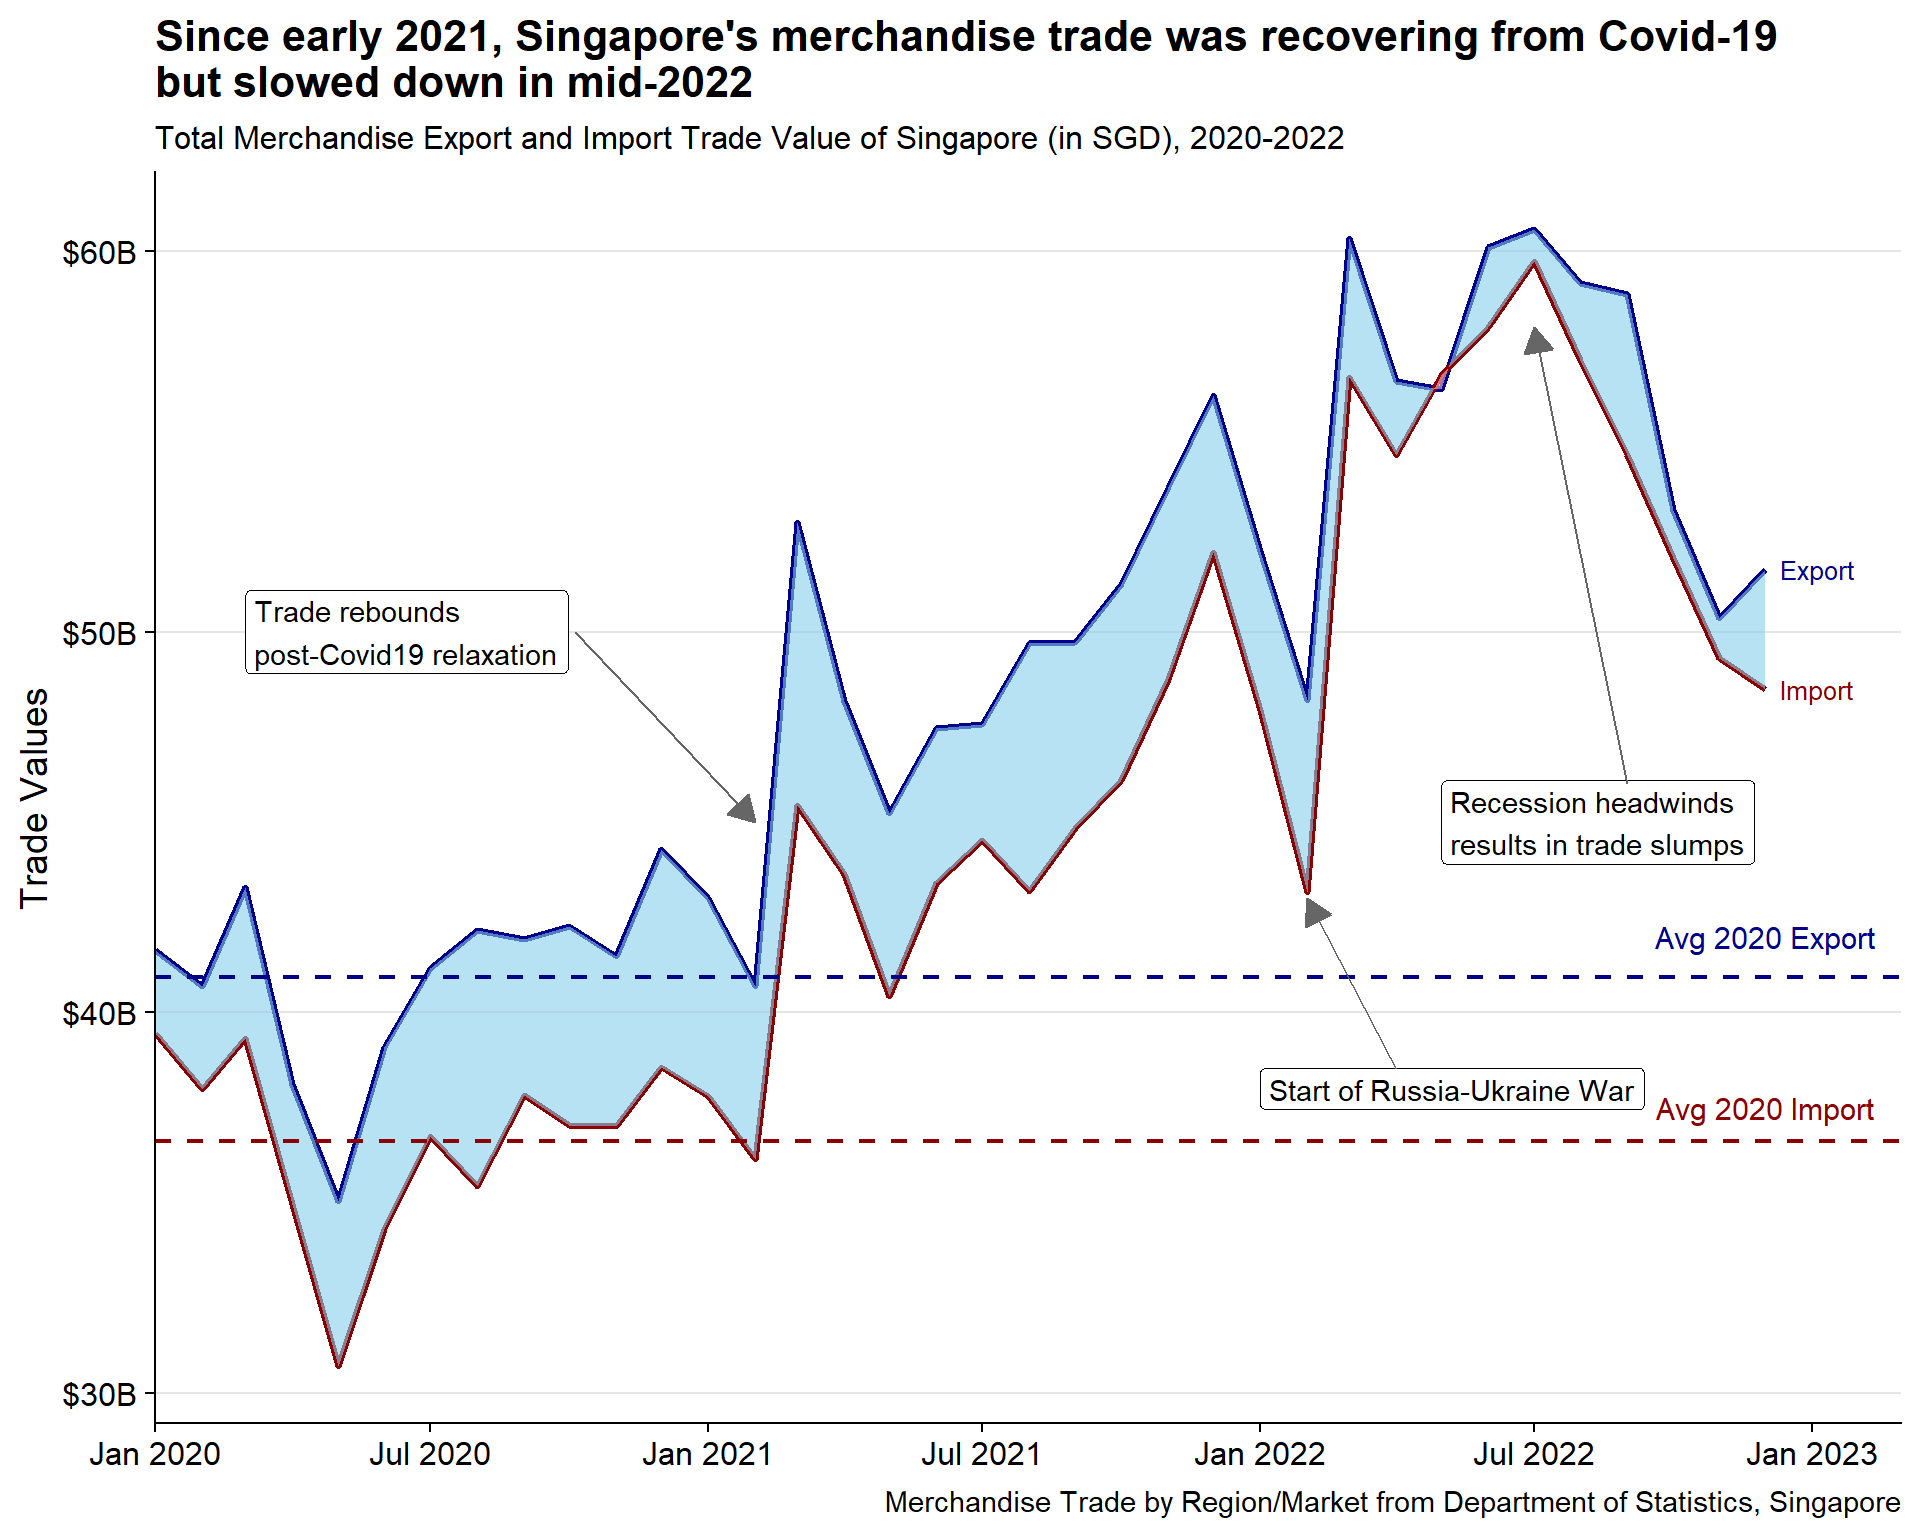 Since early 2021, Singapore's merchandise trade was recovering from Covid-19
but slowed down in mid-2022
Total Merchandise Export and Import Trade Value of Singapore (in SGD), 2020-2022
Trade Values
$60B
$50B
$40B
$30B
Trade rebounds
post-Covid19 relaxation
Export
Import
Recession headwinds
results in trade slumps
Avg 2020 Export
Start of Russia-Ukraine War
Avg 2020 Import
Jan 2020
Jul 2020
Jan 2021
Jul 2021
Jan 2022
Jul 2022
Jan 2023
Merchandise Trade by Region/Market from Department of Statistics, Singapore